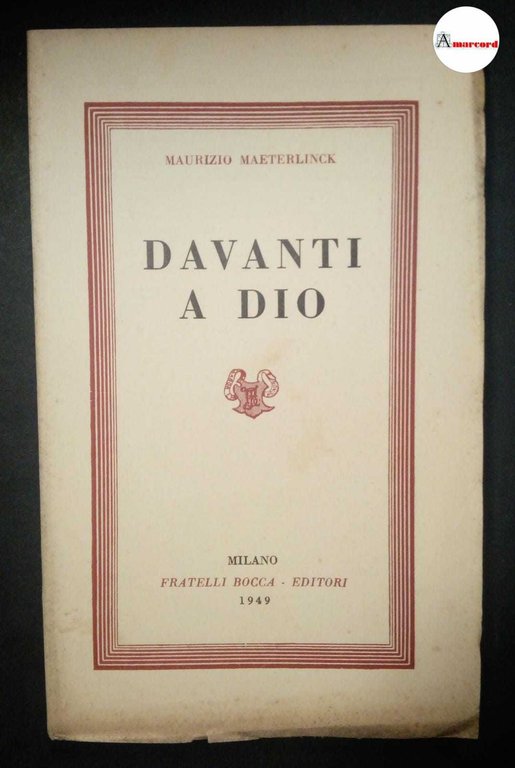 Amarcord
MAURIZIO MAETERLINCK
DAVANTI
A DIO
MILANO
FRATELLI BOCCA - EDITORI
1949